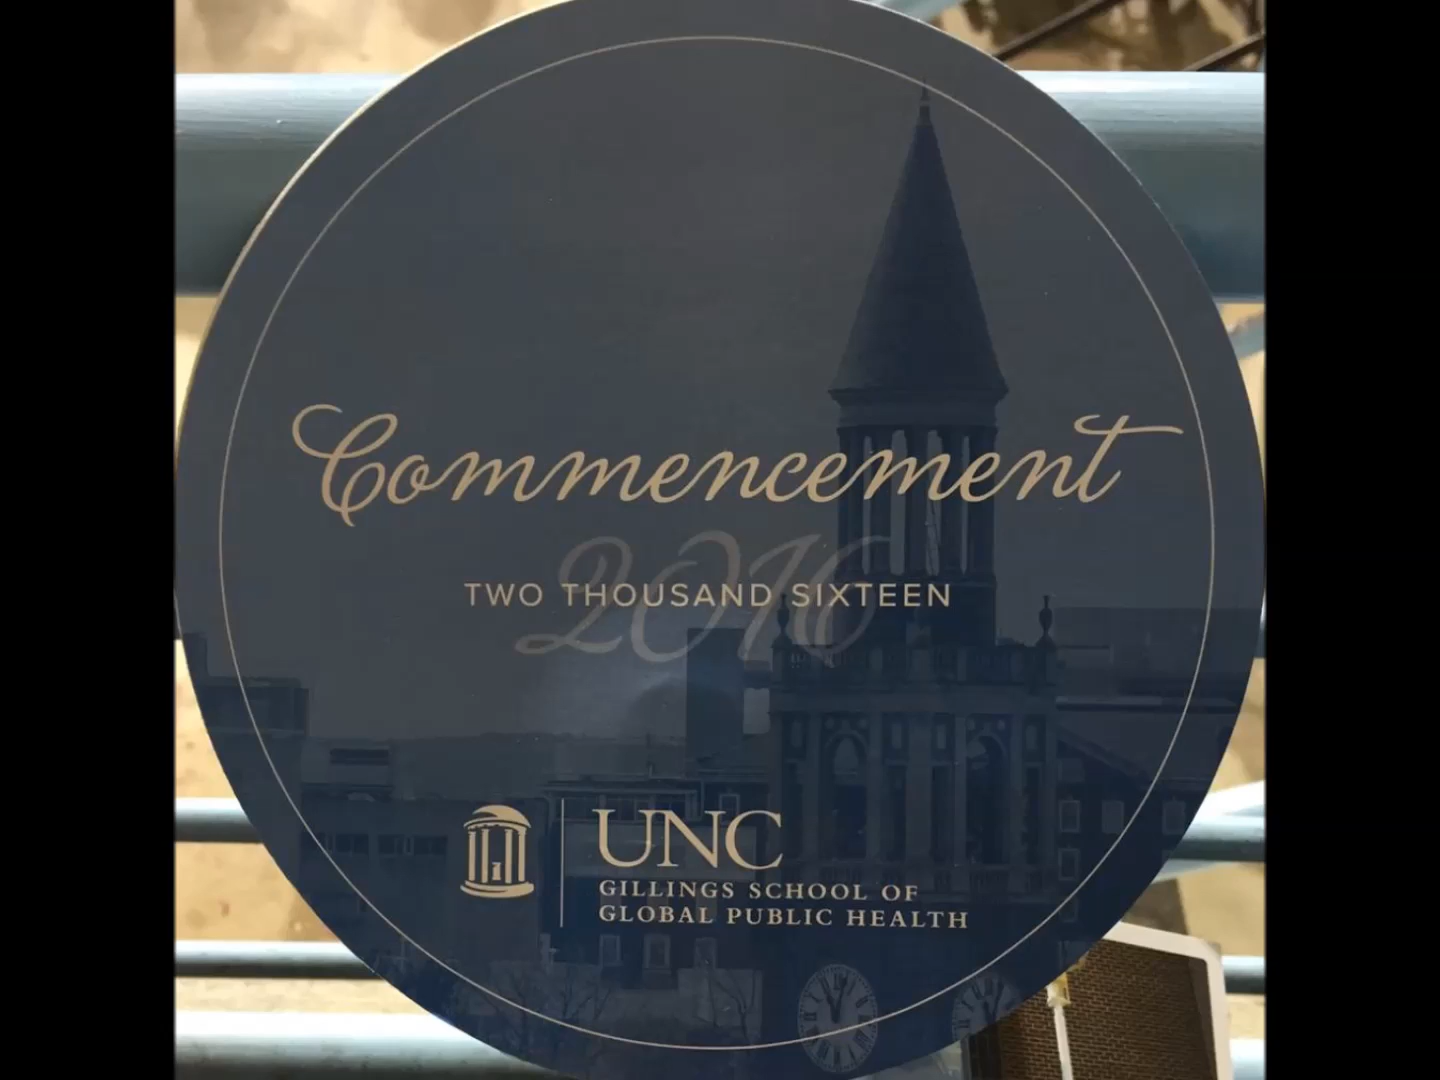 Commencement
2016
TWO THOUSAND SIXTEEN
UNC
GILLINGS SCHOOL OF
GLOBAL PUBLIC HEALTH